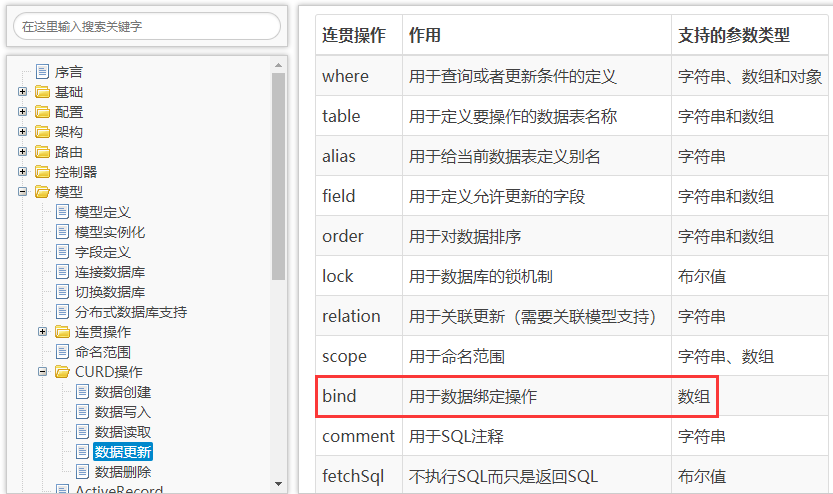 在这里输入搜索关键字
序言
基础
配置
架构
路由
控制器
模型
模型定义
模型实例化
字段定义
连接数据库
切换数据库
分布式数据库支持
连贯操作
命名范围
CURD操作
数据创建
数据写入
数据读取
数据更新
数据删除
ActiveRecord
连贯操作 作用 支持的参数类型
where 用于查询或者更新条件的定义 字符串、数组和对象
table 用于定义要操作的数据表名称 字符串和数组
alias 用于给当前数据表定义别名 字符串
field 用于定义允许更新的字段 字符串和数组
order 用于对数据排序 字符串和数组
lock 用于数据库的锁机制 布尔值
relation 用于关联更新（需要关联模型支持） 字符串
scope 用于命名范围 字符串、数组
bind 用于数据绑定操作 数组
comment 用于SQL注释 字符串
fetchSql 不执行SQL而只是返回SQL 布尔值